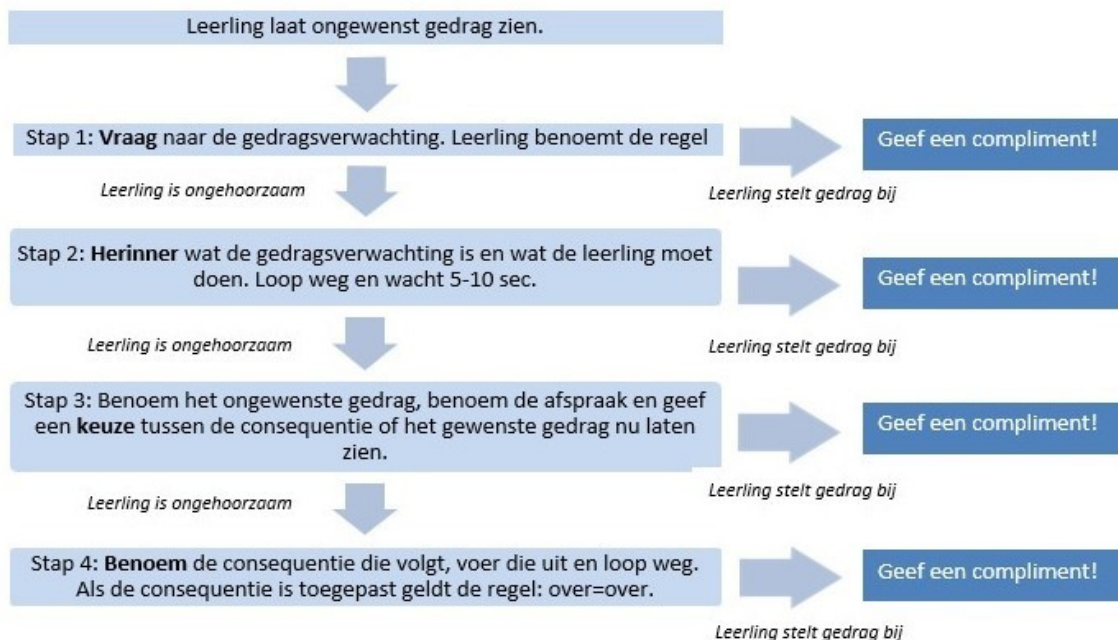 Leerling laat ongewenst gedrag zien.
Stap 1: Vraag naar de gedragsverwachting. Leerling benoemt de regel
Geef een compliment!
Leerling is ongehoorzaam
Leerling stelt gedrag bij
Stap 2: Herinner wat de gedragsverwachting is en wat de leerling moet
doen. Loop weg en wacht 5-10 sec.
Geef een compliment!
Leerling is ongehoorzaam
Leerling stelt gedrag bij
Stap 3: Benoem het ongewenste gedrag, benoem de afspraak en geef
een keuze tussen de consequentie of het gewenste gedrag nu laten
zien.
Geef een compliment!
Leerling is ongehoorzaam
Leerling stelt gedrag bij
Stap 4: Benoem de consequentie die volgt, voer die uit en loop weg.
Als de consequentie is toegepast geldt de regel: over=over.
Geef een compliment!
Leerling stelt gedrag bij